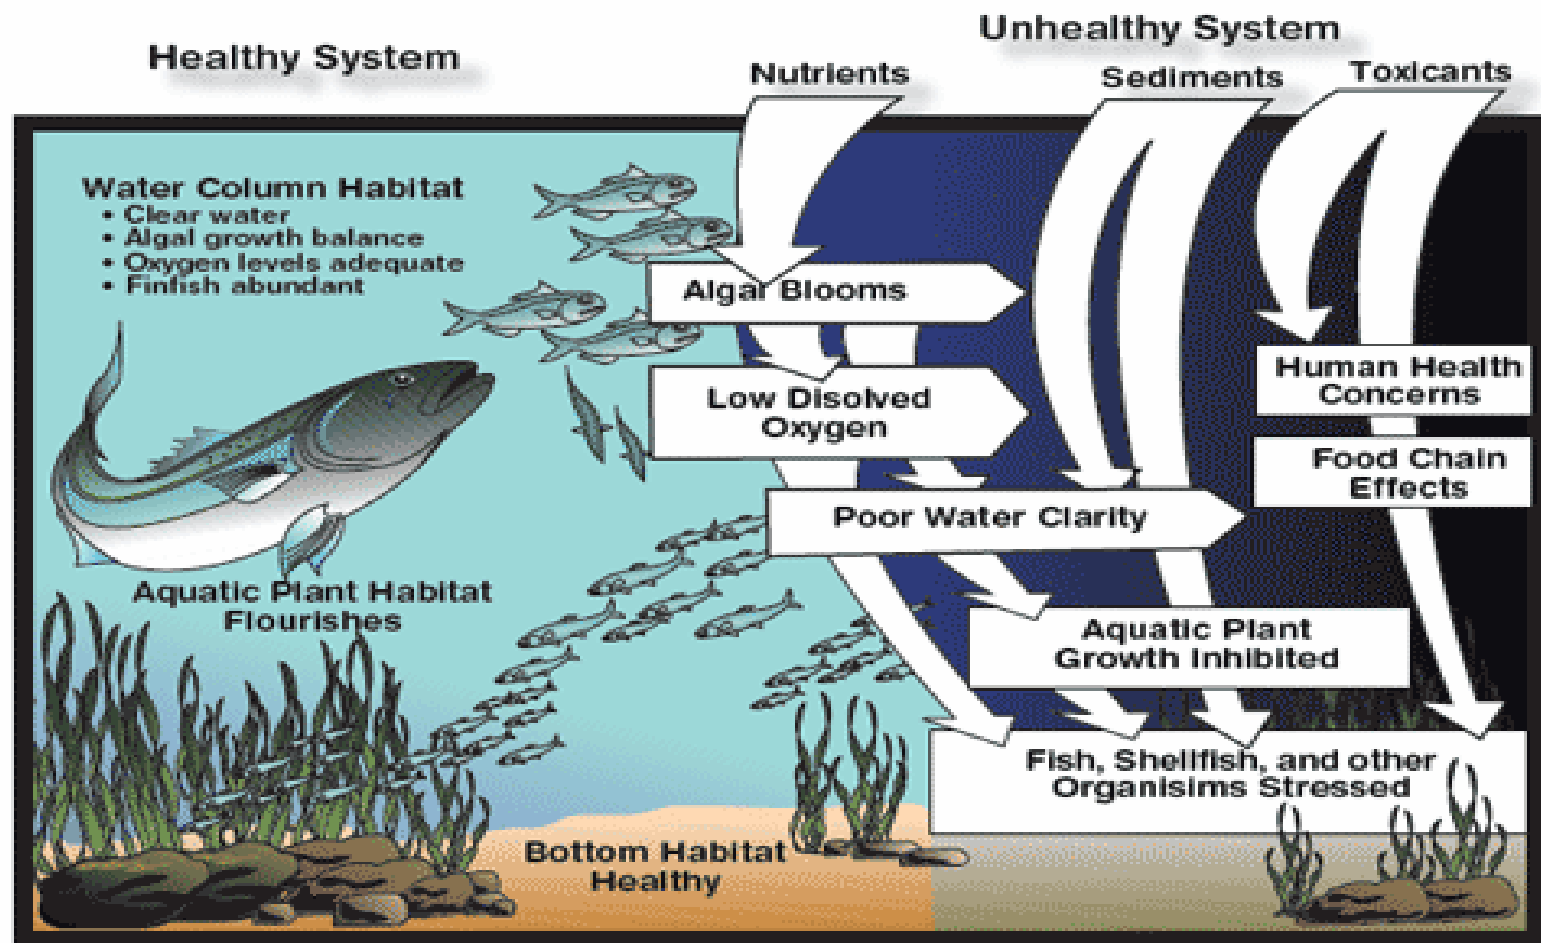 Healthy System
Unhealthy System
Nutrients
Sediments
Toxicants
Water Column Habitat
• Clear water
• Algal growth balance
• Oxygen levels adequate
• Finfish abundant
Algal Blooms
Low Disolved
Oxygen
Human Health
Concerns
Food Chain
Effects
Poor Water Clarity
Aquatic Plant Habitat
Flourishes
Aquatic Plant
Growth Inhibited
Fish, Shellfish, and other
Organisims Stressed
Bottom Habitat
Healthy